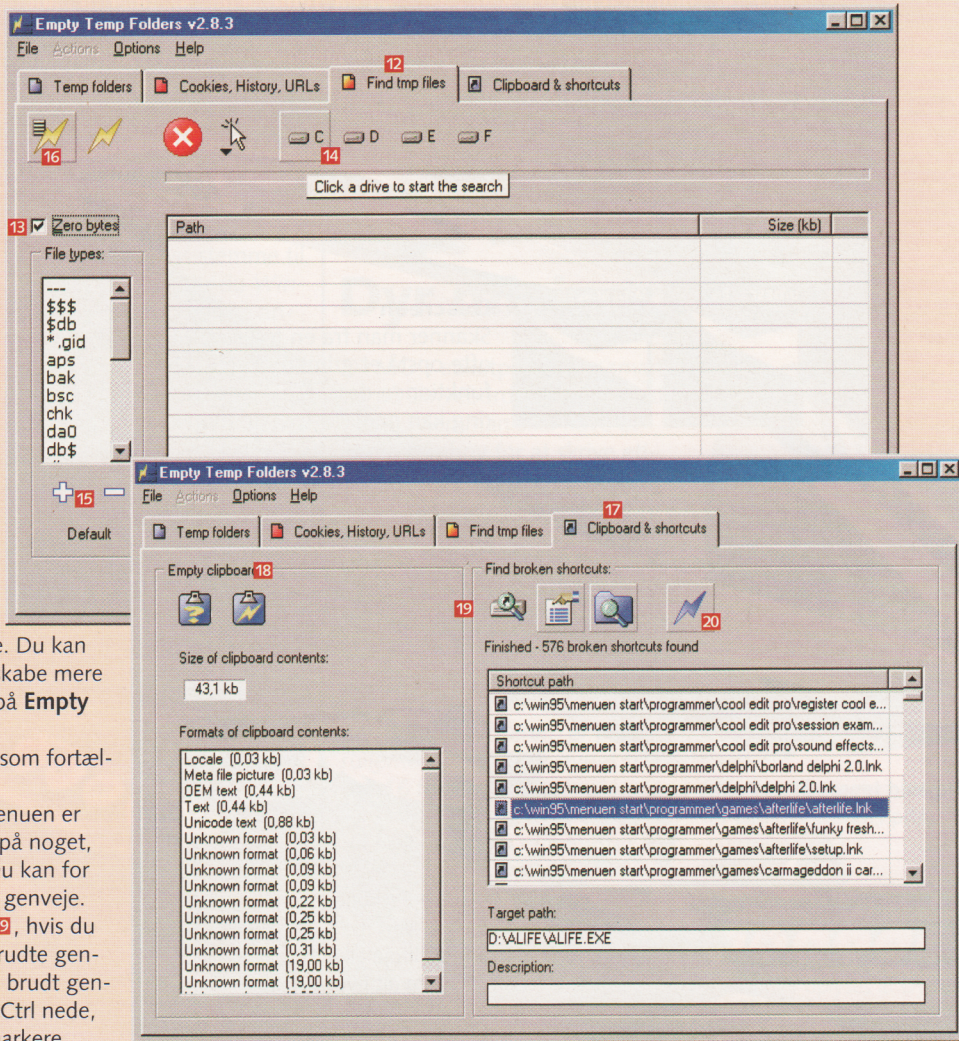 Empty Temp Folders v2.8.3
File Actions Options Help
12
Temp folders Cookies, History, URLs Find tmp files Clipboard & shortcuts
C D E F
16 14
Click a drive to start the search
13 Zero bytes Path Size (kb)
File types:
---
$$$
$db
*.gid
aps
bak
bsc
chk
da0
db$
15
Default
Empty Temp Folders v2.8.3
File Actions Options Help
17
Temp folders Cookies, History, URLs Find tmp files Clipboard & shortcuts
Empty clipboar 18 Find broken shortcuts:
19
20
Size of clipboard contents: Finished - 576 broken shortcuts found
43,1 kb
Shortcut path
c:\win95\menuen start\programmer\cool edit pro\register cool e...
c:\win95\menuen start\programmer\cool edit pro\session exam...
c:\win95\menuen start\programmer\cool edit pro\sound effects...
c:\win95\menuen start\programmer\delphi\borland delphi 2.0.lnk
c:\win95\menuen start\programmer\delphi\delphi 2.0.lnk
c:\win95\menuen start\programmer\games\afterlife\afterlife.lnk
c:\win95\menuen start\programmer\games\afterlife\funky fresh...
c:\win95\menuen start\programmer\games\afterlife\setup.lnk
c:\win95\menuen start\programmer\games\carmageddon ii car...
Formats of clipboard contents:
Locale (0,03 kb)
Meta file picture (0,03 kb)
OEM text (0,44 kb)
Text (0,44 kb)
Unicode text (0,88 kb)
Unknown format (0,03 kb)
Unknown format (0,06 kb)
Unknown format (0,09 kb)
Unknown format (0,09 kb)
Unknown format (0,22 kb)
Unknown format (0,25 kb)
Unknown format (0,25 kb)
Unknown format (0,31 kb)
Unknown format (19,00 kb)
Unknown format (19,00 kb)
Target path:
D:\ALIFE\ALIFE.EXE
Description:
e. Du kan
skabe mere
på Empty
som fortæl-
enuen er
på noget,
u kan for
genveje.
9, hvis du
rudte gen-
brudt gen-
Ctrl nede,
arkere